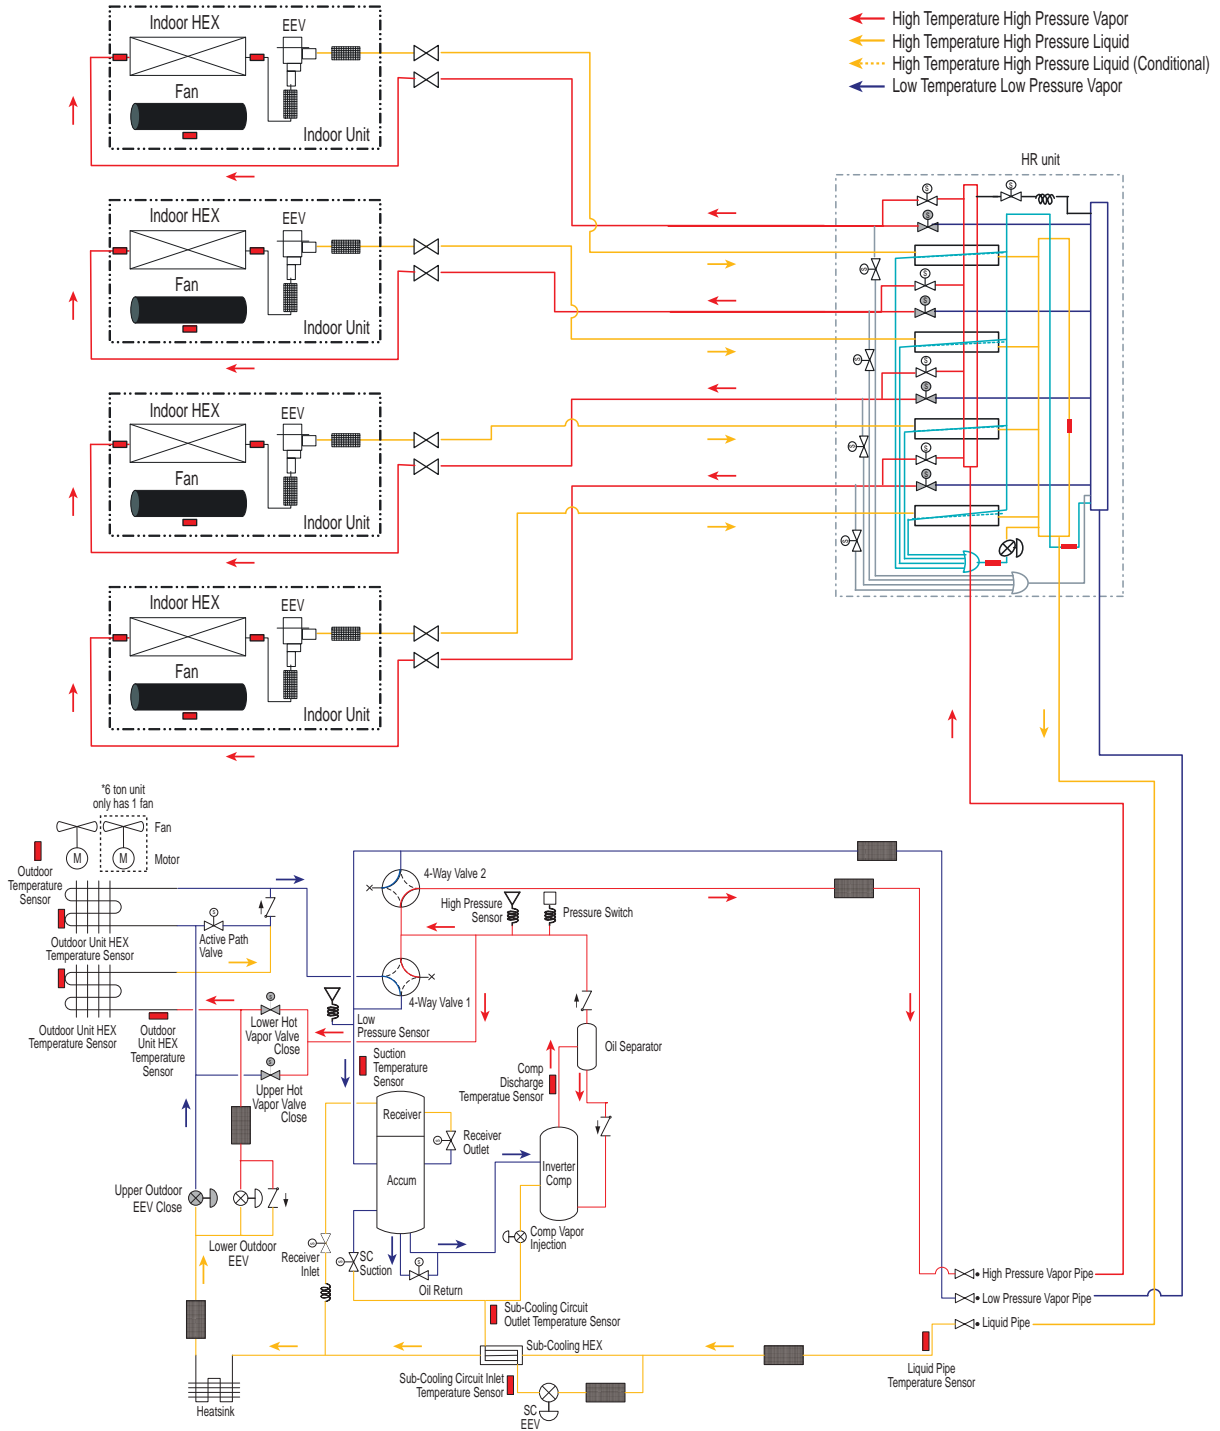 High Temperature High Pressure Vapor
High Temperature High Pressure Liquid
High Temperature High Pressure Liquid (Conditional)
Low Temperature Low Pressure Vapor
HR unit
Indoor HEX
EEV
Fan
Indoor Unit
Indoor HEX
EEV
Fan
Indoor Unit
Indoor HEX
EEV
Fan
Indoor Unit
Indoor HEX
EEV
Fan
Indoor Unit
S
S
S
S
S
S
S
S
S
S
S
S
S
*6 ton unit
only has 1 fan
Fan
M
M
Motor
Outdoor
Temperature
Sensor
Outdoor Unit HEX
Temperature Sensor
S
Active Path
Valve
Outdoor Unit HEX
Temperature Sensor
Outdoor
Unit HEX
Temperature
Sensor
S
Lower Hot
Vapor Valve
Close
S
Upper Hot
Vapor Valve
Close
4-Way Valve 2
High Pressure
Sensor
Pressure Switch
4-Way Valve 1
Low
Pressure Sensor
Suction
Temperature
Sensor
Comp
Discharge
Temperatue Sensor
Oil Separator
Receiver
S
Receiver
Outlet
Accum
Inverter
Comp
Upper Outdoor
EEV Close
Lower Outdoor
EEV
S
Receiver
Inlet
S
SC
Suction
S
Oil Return
Comp Vapor
Injection
Sub-Cooling Circuit
Outlet Temperature Sensor
Sub-Cooling HEX
Sub-Cooling Circuit Inlet
Temperature Sensor
SC
EEV
Heatsink
High Pressure Vapor Pipe
Low Pressure Vapor Pipe
Liquid Pipe
Liquid Pipe
Temperature Sensor